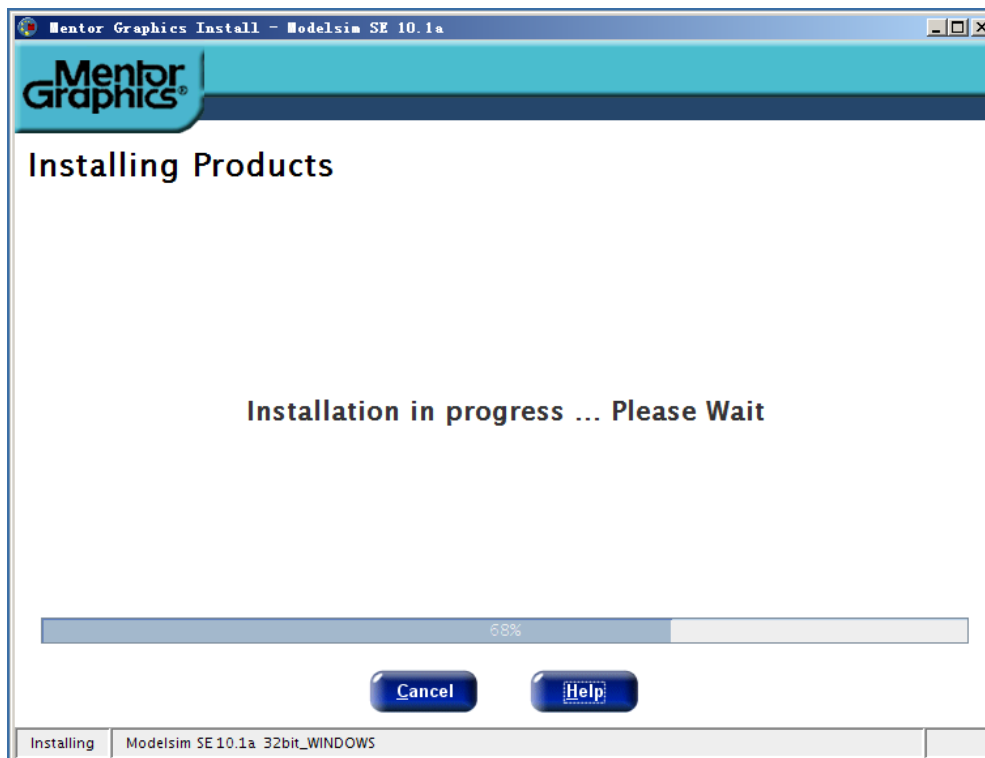 Mentor Graphics Install - Modelsim SE 10.1a
Mentor
Graphics®
Installing Products
Installation in progress ... Please Wait
68%
Cancel
Help
Installing
Modelsim SE 10.1a 32bit_WINDOWS